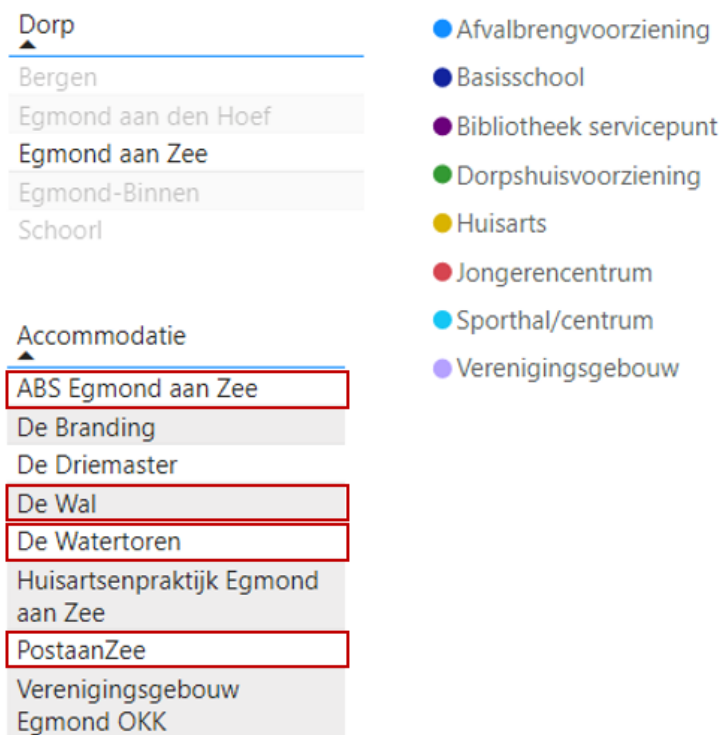 Dorp
Bergen
Egmond aan den Hoef
Egmond aan Zee
Egmond-Binnen
Schoorl
Accommodatie
ABS Egmond aan Zee
De Branding
De Driemaster
De Wal
De Watertoren
Huisartsenpraktijk Egmond
aan Zee
PostaanZee
Verenigingsgebouw
Egmond OKK
Afvalbrengvoorziening
Basisschool
Bibliotheek servicepunt
Dorpshuisvoorziening
Huisarts
Jongerencentrum
Sporthal/centrum
Verenigingsgebouw